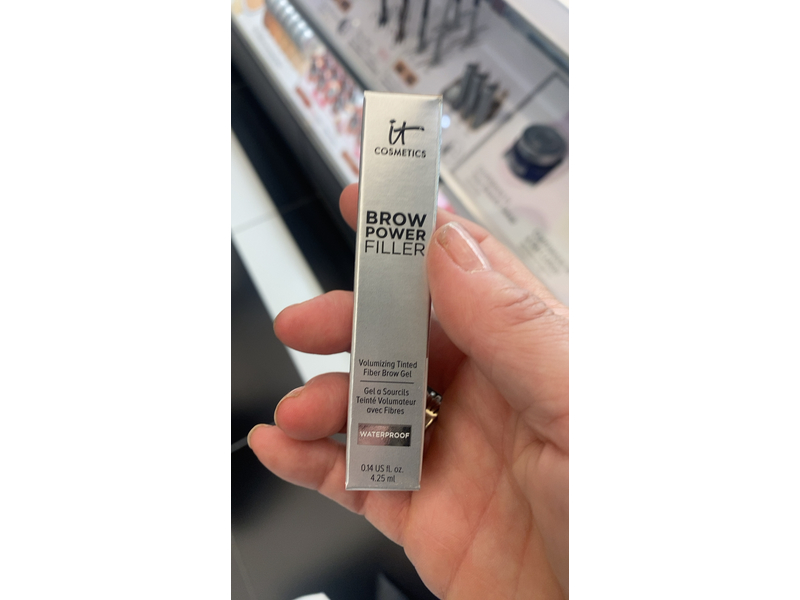 it
COSMETICS
BROW
POWER
FILLER
Volumizing Tinted
Fiber Brow Gel
Gel à Sourcils
Teinté Volumateur
avec Fibres
WATERPROOF
0.14 US fl. oz.
4.25 ml